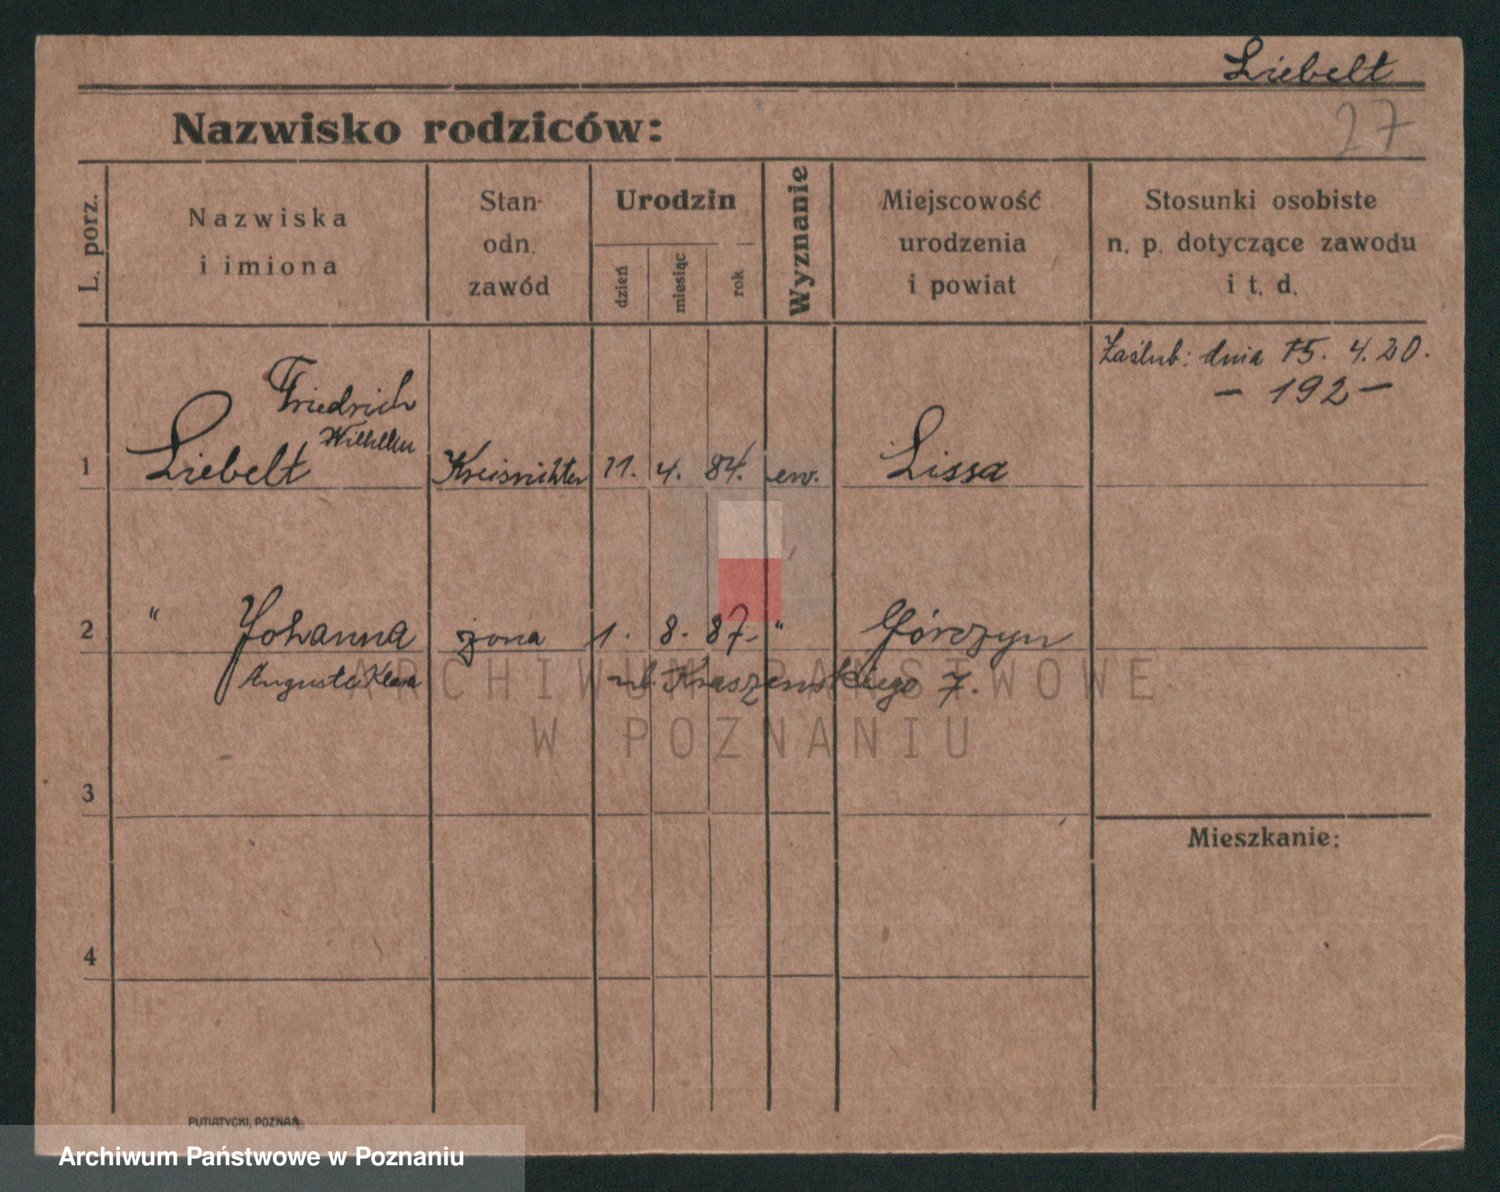 Liebelt
27
Nazwisko rodziców:
L. porz.
Nazwiska
i imiona
Stan-
odn.
zawód
Urodzin
dzień
miesiąc
rok
Wyznanie
Miejscowość
urodzenia
i powiat
Stosunki osobiste
n. p. dotyczące zawodu
i t. d.
Zaślub: dnia 15. 4. 20.
- 192 -
Friedrich
Wilhelm
1 Liebelt Kreisrichter 11. 4. 84. ew. Lissa
2 " Johanna żona 1. 8. 87. " Górczyn
Augusta Klara ul. Kraszewskiego 7.
ARCHIWUM PAŃSTWOWE
W POZNANIU
3
Mieszkanie:
4
PUTIATYCKI, POZNAŃ
Archiwum Państwowe w Poznaniu